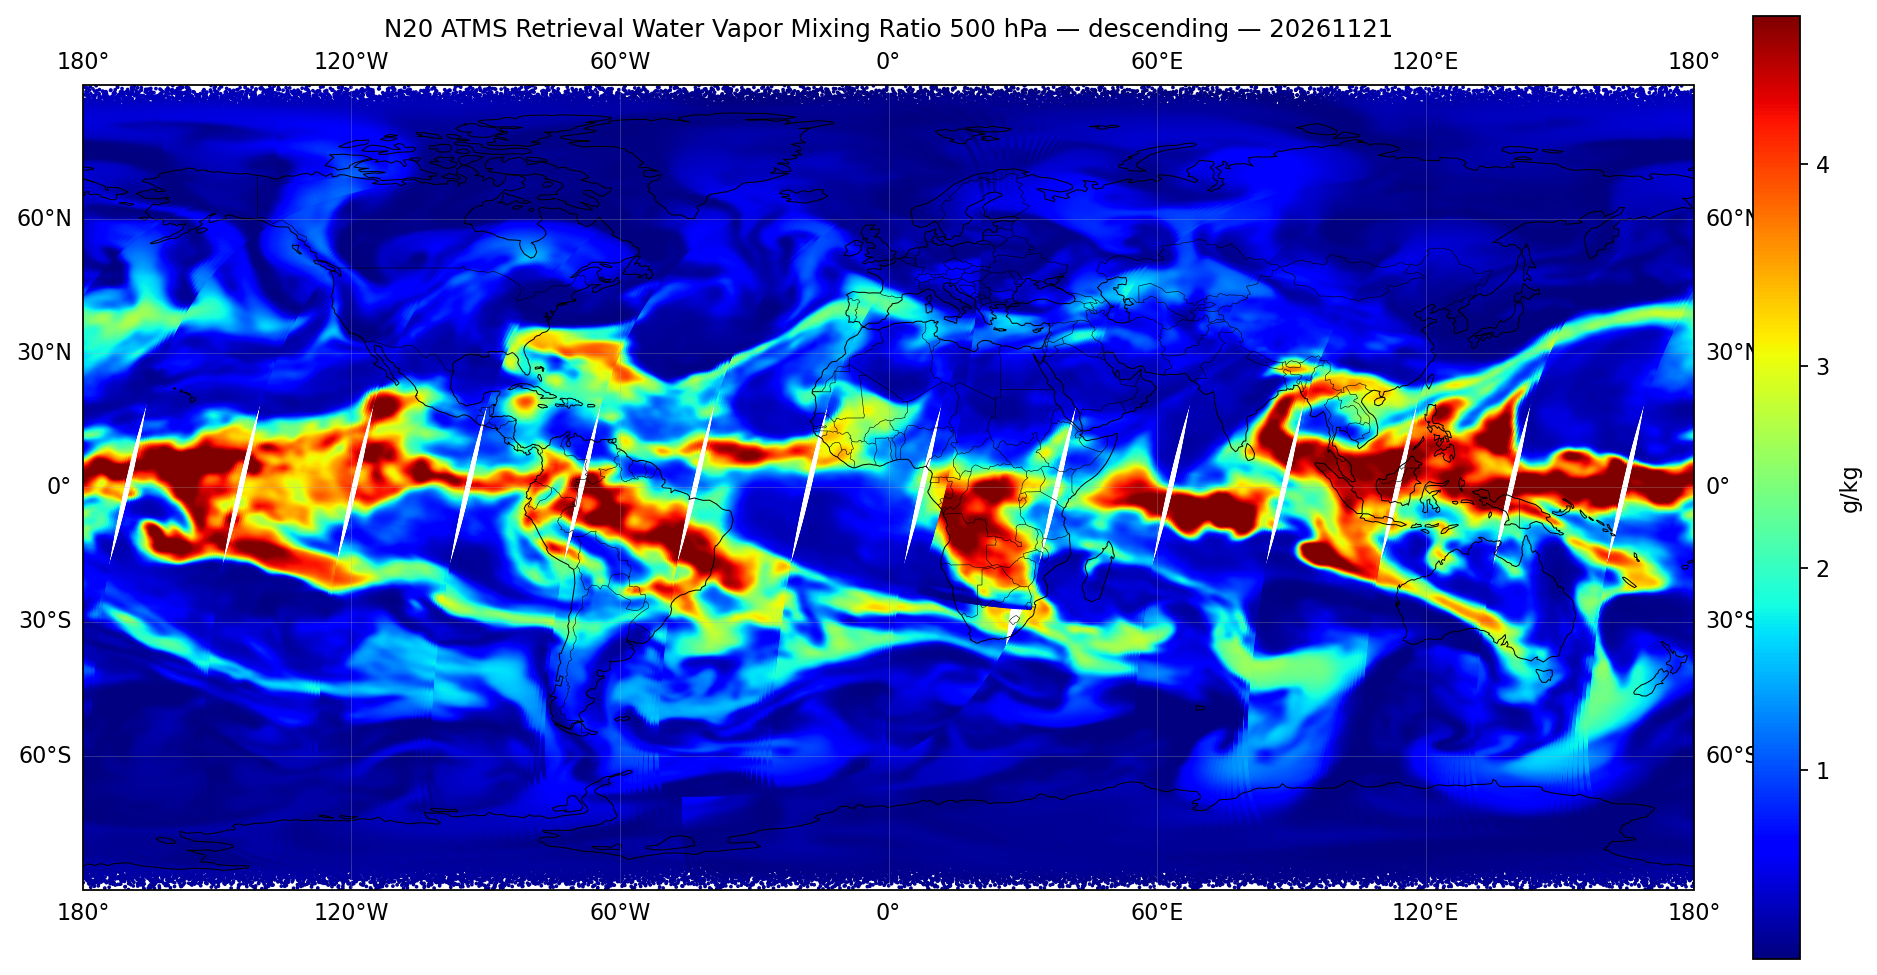 N20 ATMS Retrieval Water Vapor Mixing Ratio 500 hPa — descending — 20261121
180° 120°W 60°W 0° 60°E 120°E 180°
60°N 60°N
30°N 30°N
0° 0°
30°S 30°S
60°S 60°S
180° 120°W 60°W 0° 60°E 120°E 180°
4
3
2
1
g/kg